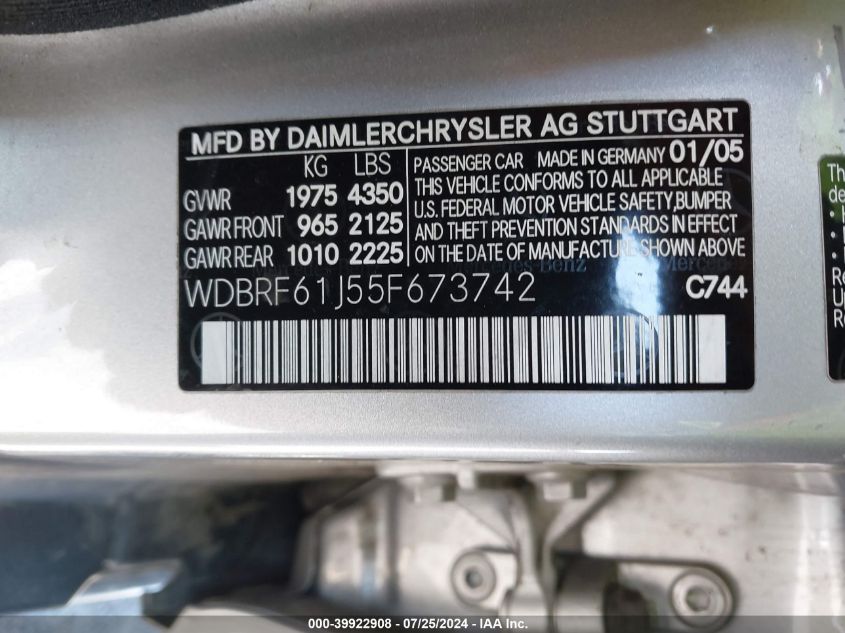 MFD BY DAIMLERCHRYSLER AG STUTTGART
KG LBS
GVWR 1975 4350
GAWR FRONT 965 2125
GAWR REAR 1010 2225
PASSENGER CAR MADE IN GERMANY 01/05
THIS VEHICLE CONFORMS TO ALL APPLICABLE
U.S. FEDERAL MOTOR VEHICLE SAFETY,BUMPER
AND THEFT PREVENTION STANDARDS IN EFFECT
ON THE DATE OF MANUFACTURE SHOWN ABOVE
WDBRF61J55F673742 C744
000-39922908 / 07/25/2024 / IAA Inc.